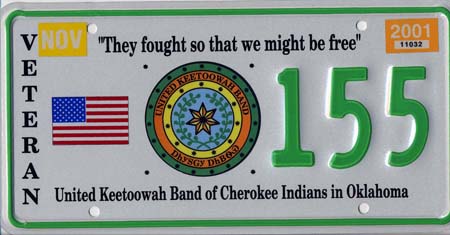 NOV
2001
11032
"They fought so that we might be free"
VETERAN
UNITED KEETOOWAH BAND
155
United Keetoowah Band of Cherokee Indians in Oklahoma